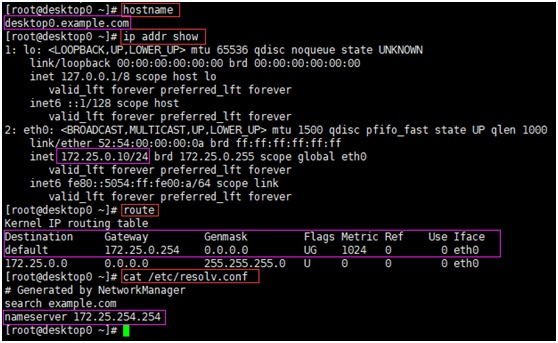 [root@desktop0 ~]# hostname
desktop0.example.com
[root@desktop0 ~]# ip addr show
1: lo: <LOOPBACK,UP,LOWER_UP> mtu 65536 qdisc noqueue state UNKNOWN
link/loopback 00:00:00:00:00:00 brd 00:00:00:00:00:00
inet 127.0.0.1/8 scope host lo
valid_lft forever preferred_lft forever
inet6 ::1/128 scope host
valid_lft forever preferred_lft forever
2: eth0: <BROADCAST,MULTICAST,UP,LOWER_UP> mtu 1500 qdisc pfifo_fast state UP qlen 1000
link/ether 52:54:00:00:00:0a brd ff:ff:ff:ff:ff:ff
inet 172.25.0.10/24 brd 172.25.0.255 scope global eth0
valid_lft forever preferred_lft forever
inet6 fe80::5054:ff:fe00:a/64 scope link
valid_lft forever preferred_lft forever
[root@desktop0 ~]# route
Kernel IP routing table
Destination Gateway Genmask Flags Metric Ref Use Iface
default 172.25.0.254 0.0.0.0 UG 1024 0 0 eth0
172.25.0.0 0.0.0.0 255.255.255.0 U 0 0 0 eth0
[root@desktop0 ~]# cat /etc/resolv.conf
# Generated by NetworkManager
search example.com
nameserver 172.25.254.254
[root@desktop0 ~]#